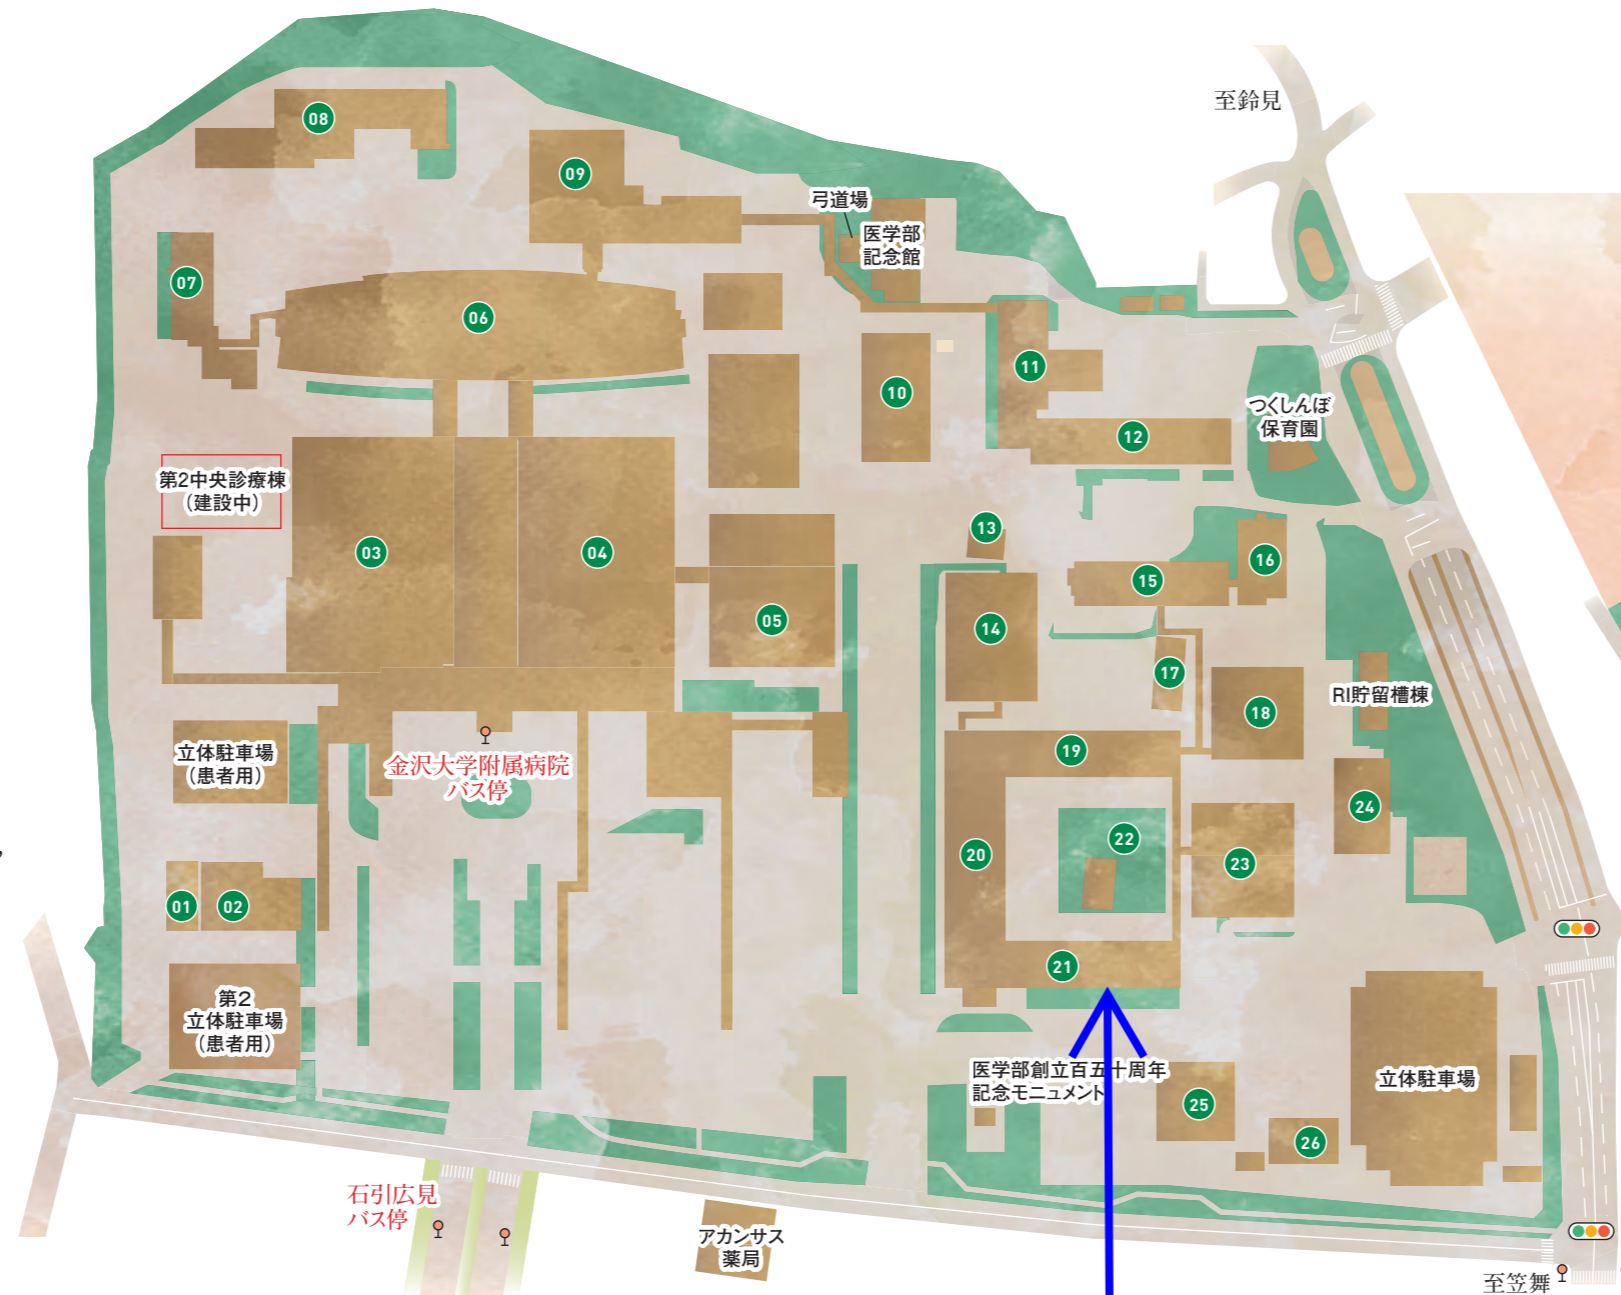 至鈴見
08
09
弓道場
医学部
記念館
07
06
11
10
つくしんぼ
保育園
12
第2中央診療棟
（建設中）
03
04
13
16
15
05
14
17
RI貯留槽棟
18
立体駐車場
（患者用）
金沢大学附属病院
バス停
19
24
22
20
23
01
02
21
第2
立体駐車場
（患者用）
医学部創立百五十周年
記念モニュメント
立体駐車場
25
26
石引広見
バス停
アカンサス
薬局
至笠舞